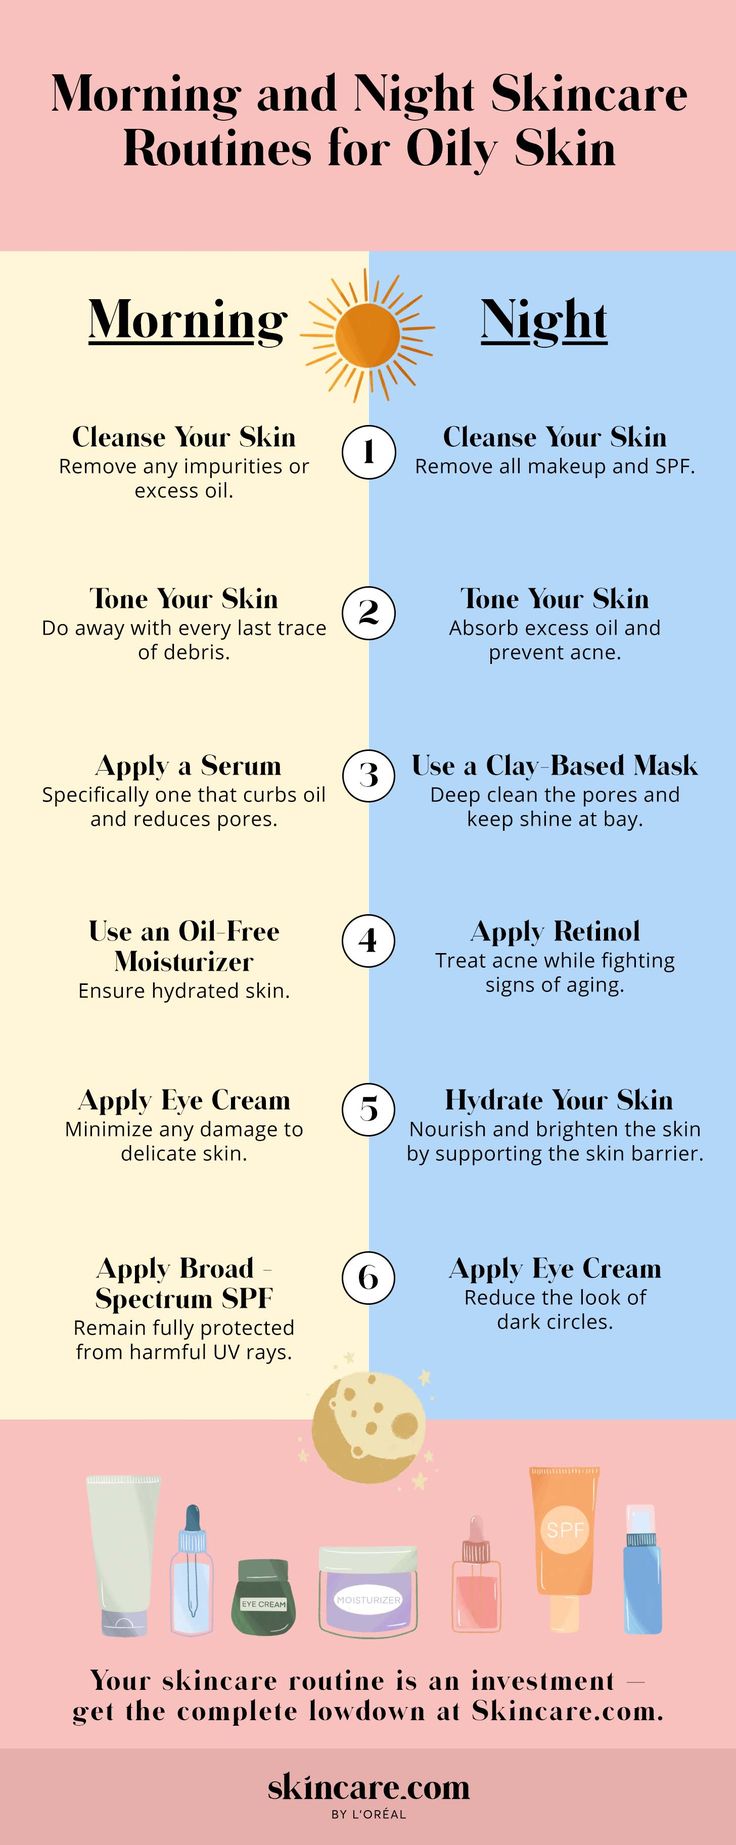 Morning and Night Skincare
Routines for Oily Skin
Morning
Night
1
Cleanse Your Skin
Remove any impurities or
excess oil.
Cleanse Your Skin
Remove all makeup and SPF.
2
Tone Your Skin
Do away with every last trace
of debris.
Tone Your Skin
Absorb excess oil and
prevent acne.
3
Apply a Serum
Specifically one that curbs oil
and reduces pores.
Use a Clay-Based Mask
Deep clean the pores and
keep shine at bay.
4
Use an Oil-Free
Moisturizer
Ensure hydrated skin.
Apply Retinol
Treat acne while fighting
signs of aging.
5
Apply Eye Cream
Minimize any damage to
delicate skin.
Hydrate Your Skin
Nourish and brighten the skin
by supporting the skin barrier.
6
Apply Broad -
Spectrum SPF
Remain fully protected
from harmful UV rays.
Apply Eye Cream
Reduce the look of
dark circles.
EYE CREAM
MOISTURIZER
SPF
Your skincare routine is an investment —
get the complete lowdown at Skincare.com.
skincare.com
BY L'ORÉAL